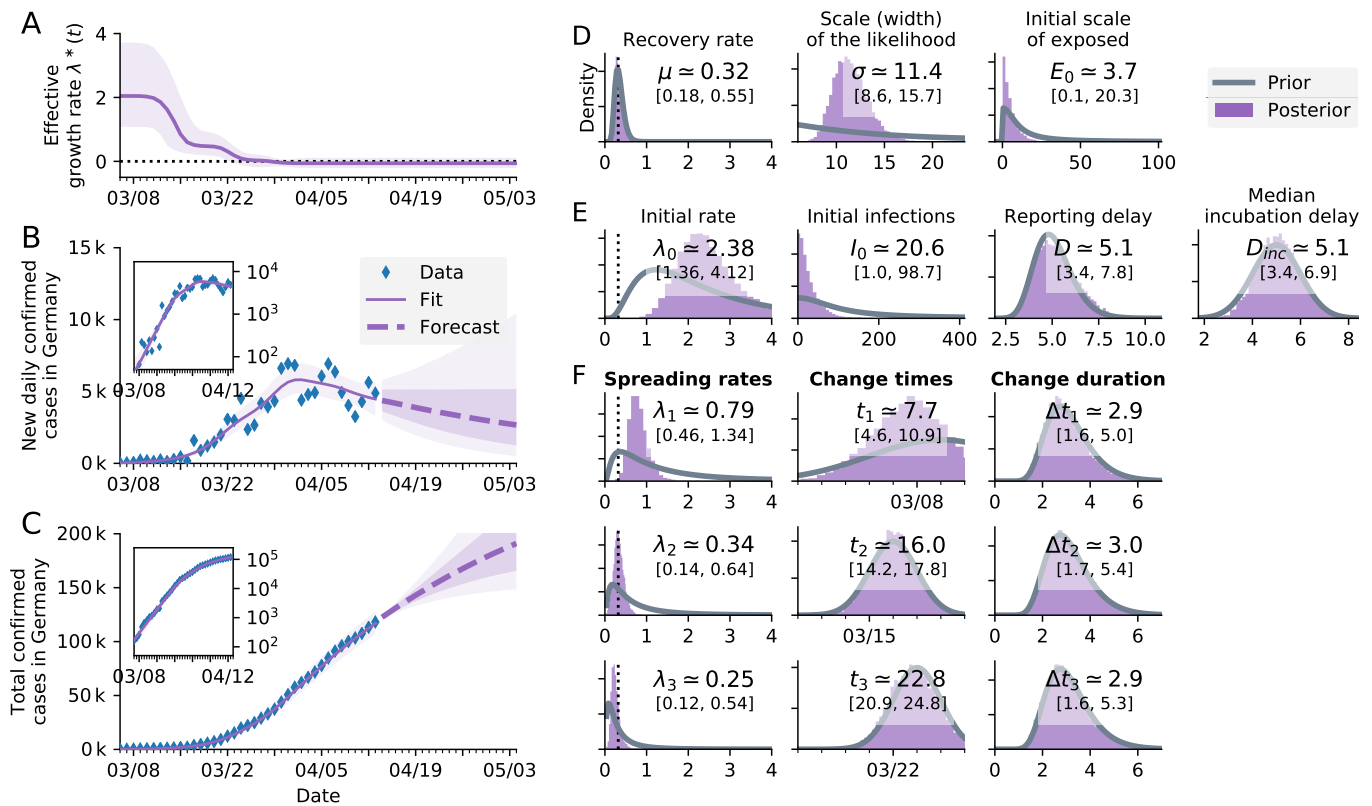 A
Effective
growth rate λ*(t)
4
2
0
03/08 03/22 04/05 04/19 05/03
B
New daily confirmed
cases in Germany
15 k
10 k
5 k
0 k
10⁴
10³
10²
03/08 04/12
Data
Fit
Forecast
03/08 03/22 04/05 04/19 05/03
C
Total confirmed
cases in Germany
200 k
150 k
100 k
50 k
0 k
10⁵
10⁴
10³
10²
03/08 04/12
03/08 03/22 04/05 04/19 05/03
Date
D
Density
Recovery rate
μ ≃ 0.32
[0.18, 0.55]
0 1 2 3 4
Scale (width)
of the likelihood
σ ≃ 11.4
[8.6, 15.7]
10 20
Initial scale
of exposed
E₀ ≃ 3.7
[0.1, 20.3]
0 50 100
Prior
Posterior
E
Initial rate
λ₀ ≃ 2.38
[1.36, 4.12]
0 1 2 3 4
Initial infections
I₀ ≃ 20.6
[1.0, 98.7]
0 200 400
Reporting delay
D ≃ 5.1
[3.4, 7.8]
2.5 5.0 7.5 10.0
Median
incubation delay
D_inc ≃ 5.1
[3.4, 6.9]
2 4 6 8
F
Spreading rates
λ₁ ≃ 0.79
[0.46, 1.34]
0 1 2 3 4
Change times
t₁ ≃ 7.7
[4.6, 10.9]
03/08
Change duration
Δt₁ ≃ 2.9
[1.6, 5.0]
0 2 4 6
λ₂ ≃ 0.34
[0.14, 0.64]
0 1 2 3 4
t₂ ≃ 16.0
[14.2, 17.8]
03/15
Δt₂ ≃ 3.0
[1.7, 5.4]
0 2 4 6
λ₃ ≃ 0.25
[0.12, 0.54]
0 1 2 3 4
t₃ ≃ 22.8
[20.9, 24.8]
03/22
Δt₃ ≃ 2.9
[1.6, 5.3]
0 2 4 6